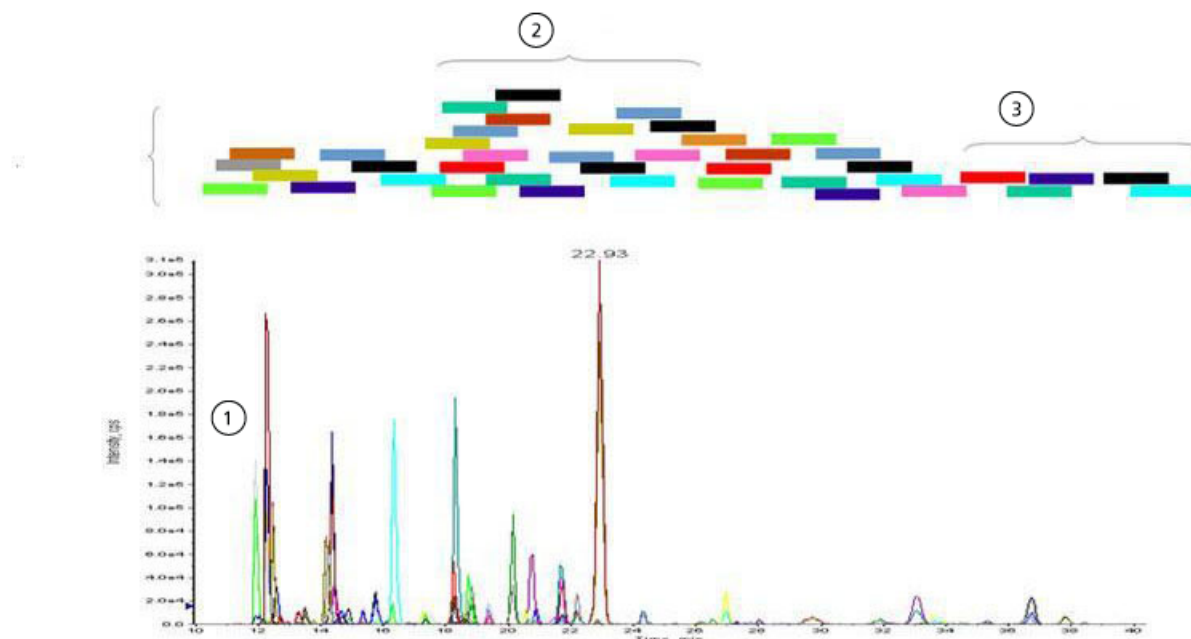 2
3
22.93
3.1e5
3.0e5
2.8e5
2.6e5
2.4e5
2.2e5
2.0e5
1.8e5
1.6e5
1.4e5
1.2e5
1.0e5
8.0e4
6.0e4
4.0e4
2.0e4
0.0
1
Intensity, cps
10 12 14 16 18 20 22 24 26 28 30 32 34 36 38 40
Time, min